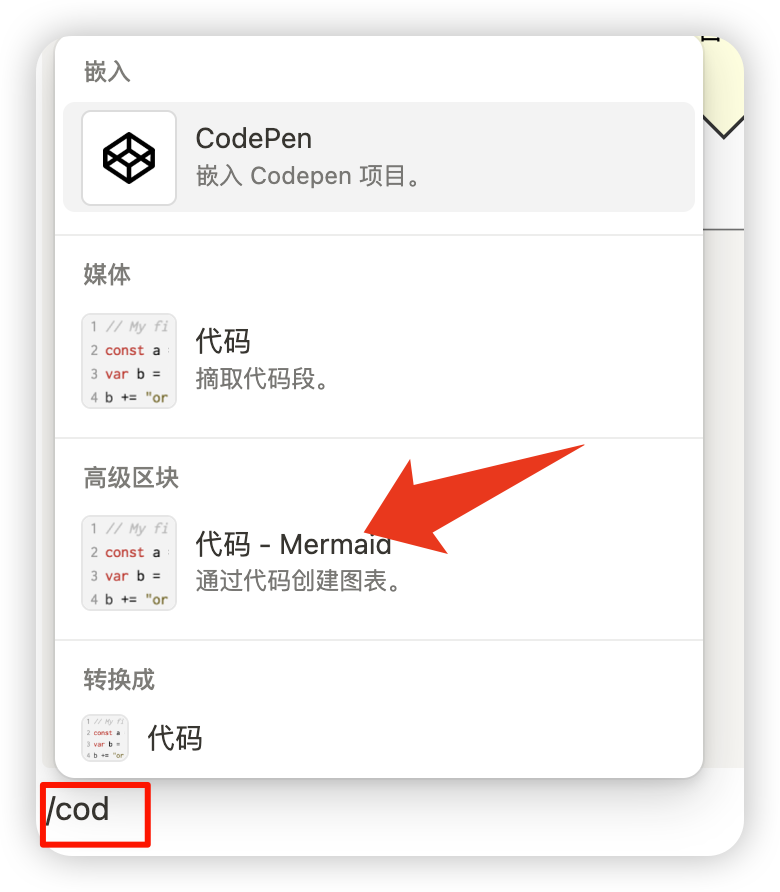 嵌入
CodePen
嵌入 Codepen 项目。
媒体
1 // My fi
2 const a
3 var b =
4 b += "or
代码
摘取代码段。
高级区块
1 // My fi
2 const a
3 var b =
4 b += "or
代码 - Mermaid
通过代码创建图表。
转换成
1 // My fi
2 const a
3 var b =
4 b += "or
代码
/cod